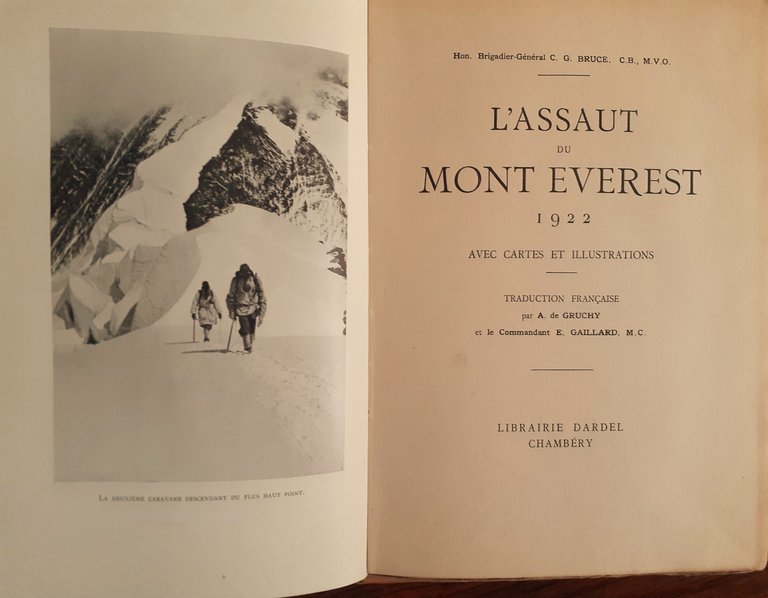 LA DEUXIÈME CARAVANE DESCENDANT DU PLUS HAUT POINT.
Hon. Brigadier-Général C. G. BRUCE. C.B., M.V.O.
L'ASSAUT
DU
MONT EVEREST
1922
AVEC CARTES ET ILLUSTRATIONS
TRADUCTION FRANÇAISE
par A. de GRUCHY
et le Commandant E. GAILLARD. M.C.
LIBRAIRIE DARDEL
CHAMBÉRY